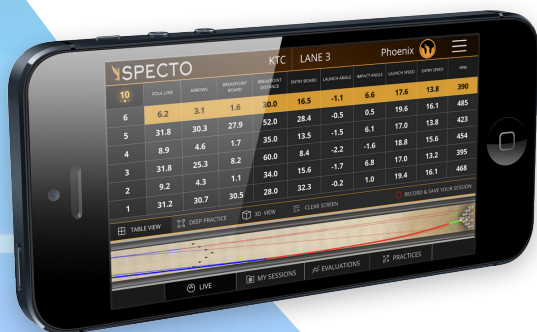 SPECTO KTC LANE 3 Phoenix
10 FOUL LINE ARROWS BREAKPOINT BOARD BREAKPOINT DISTANCE ENTRY BOARD LAUNCH ANGLE IMPACT ANGLE LAUNCH SPEED ENTRY SPEED RPM
6 6.2 3.1 1.6 30.0 16.5 -1.1 6.6 17.6 13.8 390
5 31.8 30.3 27.9 52.0 28.4 -0.5 0.5 19.6 16.1 485
4 8.9 4.6 1.7 35.0 13.5 -1.5 6.1 17.0 13.8 423
3 31.8 25.3 8.2 60.0 8.4 -2.2 -1.6 18.8 15.6 454
2 9.2 4.3 1.1 34.0 15.6 -1.7 6.8 17.0 13.2 395
1 31.2 30.7 30.5 28.0 32.3 -0.2 1.0 19.4 16.1 468
TABLE VIEW DEEP PRACTICE 3D VIEW CLEAR SCREEN RECORD & SAVE YOUR SESSION
LIVE MY SESSIONS EVALUATIONS PRACTICES